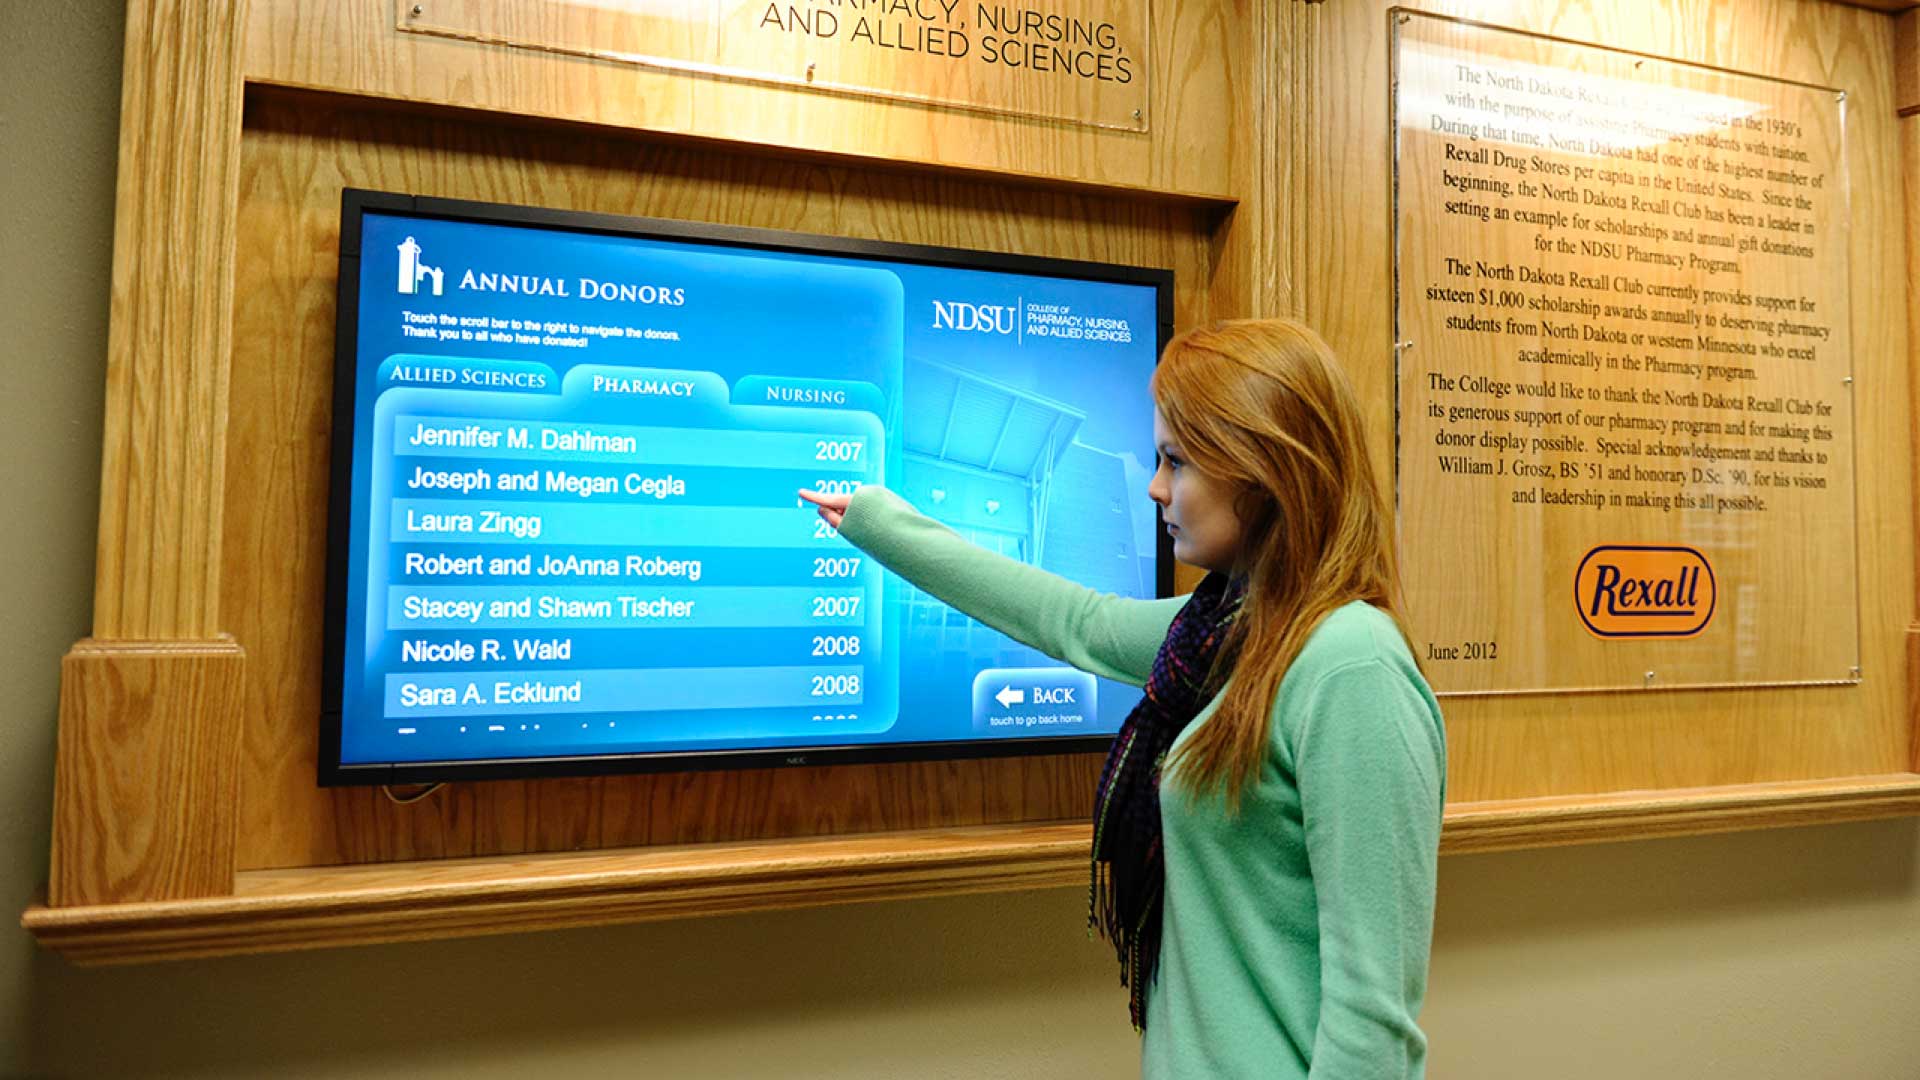 NURSING,
AND ALLIED SCIENCES
ANNUAL DONORS
Touch the scroll bar to the right to navigate the donors.
Thank you to all who have donated!
NDSU
COLLEGE OF
PHARMACY, NURSING,
AND ALLIED SCIENCES
ALLIED SCIENCES
PHARMACY
NURSING
Jennifer M. Dahlman 2007
Joseph and Megan Cegla 2007
Laura Zingg
Robert and JoAnna Roberg 2007
Stacey and Shawn Tischer 2007
Nicole R. Wald 2008
Sara A. Ecklund 2008
BACK
touch to go back home
NEC
The North Dakota Rexall in the 1930's
with the purpose of assisting Pharmacy students with tuition.
During that time, North Dakota had one of the highest number of
Rexall Drug Stores per capita in the United States. Since the
beginning, the North Dakota Rexall Club has been a leader in
setting an example for scholarships and annual gift donations
for the NDSU Pharmacy Program.
The North Dakota Rexall Club currently provides support for
sixteen $1,000 scholarship awards annually to deserving pharmacy
students from North Dakota or western Minnesota who excel
academically in the Pharmacy program.
The College would like to thank the North Dakota Rexall Club for
its generous support of our pharmacy program and for making this
donor display possible. Special acknowledgement and thanks to
William J. Grosz, BS '51 and honorary D.Sc. '90, for his vision
and leadership in making this all possible.
Rexall
June 2012